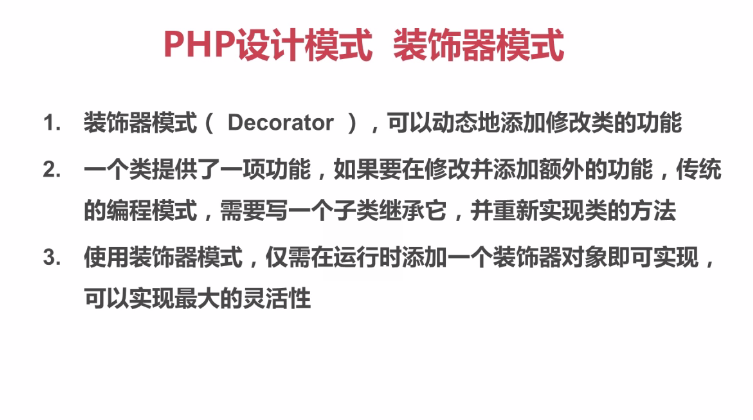 PHP设计模式 装饰器模式
1. 装饰器模式（ Decorator ），可以动态地添加修改类的功能
2. 一个类提供了一项功能，如果要在修改并添加额外的功能，传统
的编程模式，需要写一个子类继承它，并重新实现类的方法
3. 使用装饰器模式，仅需在运行时添加一个装饰器对象即可实现，
可以实现最大的灵活性